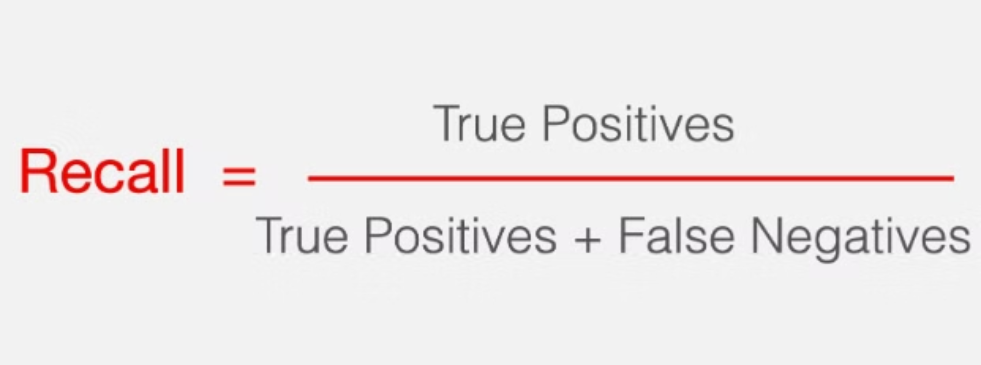 True Positives
Recall =
True Positives + False Negatives